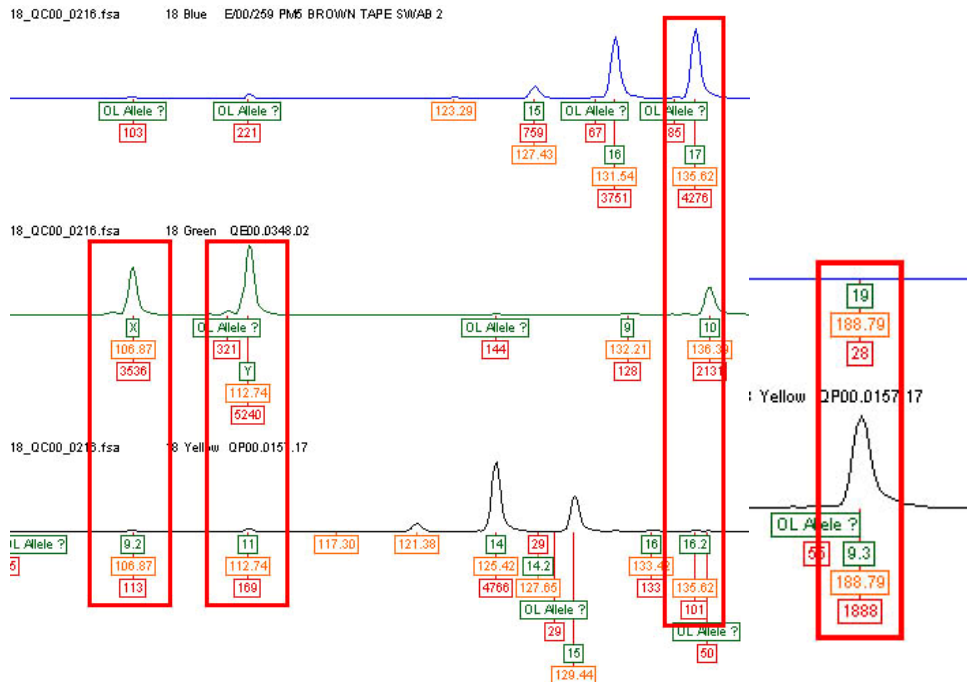 18_QC00_0216.fsa 18 Blue E/00/259 PM5 BROWN TAPE SWAB 2
OL Allele ? OL Allele ? 123.29 15 OL Allele ? OL Allele ?
103 221 759 67 85
127.43 16 17
131.54 135.62
3751 4276
18_QC00_0216.fsa 18 Green QE00.0348.02
X OL Allele ? OL Allele ? 9 10
106.87 321 144 132.21 136.39
3536 Y 128 2131
112.74
5240
18_QC00_0216.fsa 18 Yellow QP00.0157.17
OL Allele ? 9.2 11 117.30 121.38 14 29 16 16.2
106.87 112.74 125.42 14.2 133.42 135.62
113 169 4766 127.65 133 101
OL Allele ? OL Allele ?
29 50
15
129.44
19
188.79
28
Yellow QP00.0157.17
OL Allele ?
9.3
188.79
1888